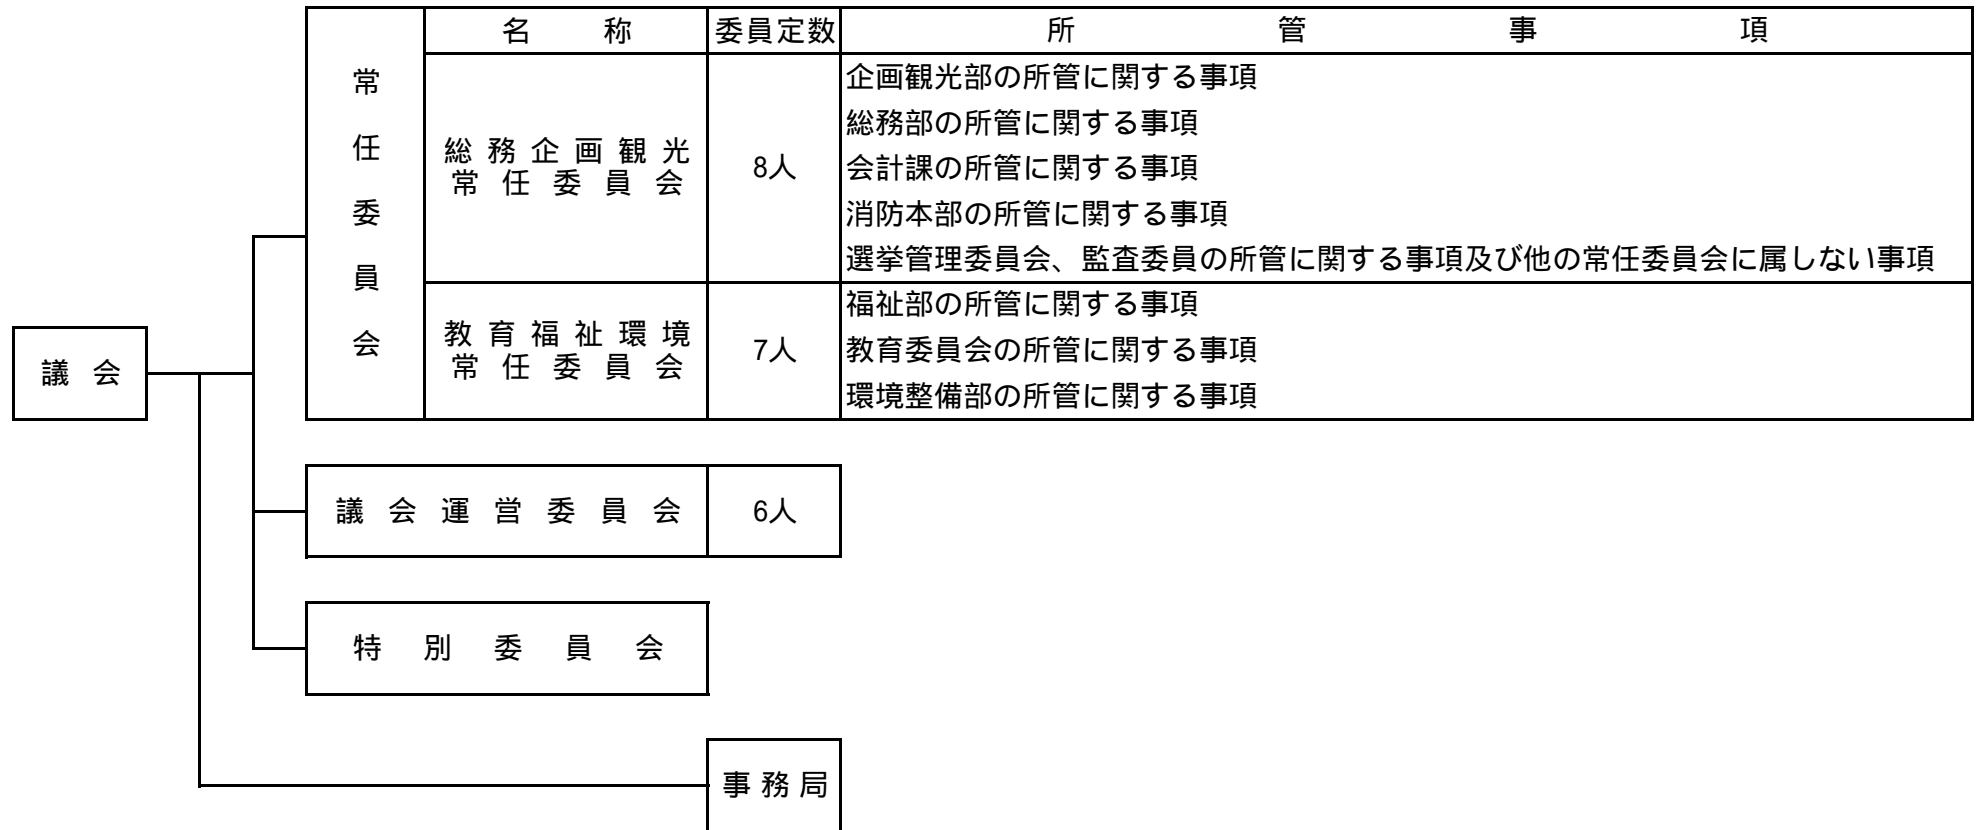 名称 委員定数 所管事項
常任委員会
総務企画観光
常任委員会
8人
企画観光部の所管に関する事項
総務部の所管に関する事項
会計課の所管に関する事項
消防本部の所管に関する事項
選挙管理委員会、監査委員の所管に関する事項及び他の常任委員会に属しない事項
教育福祉環境
常任委員会
7人
福祉部の所管に関する事項
教育委員会の所管に関する事項
環境整備部の所管に関する事項
議会
議会運営委員会 6人
特別委員会
事務局